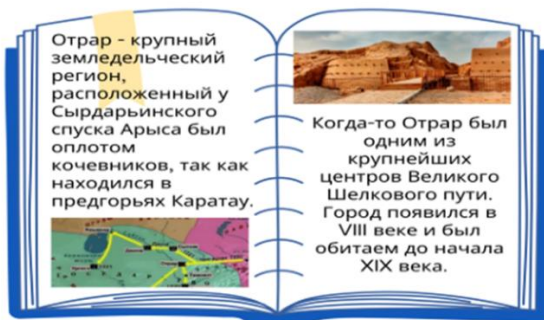 Отрар - крупный
земледельческий
регион,
расположенный у
Сырдарьинского
спуска Арыса был
оплотом
кочевников, так как
находился в
предгорьях Каратау.
Когда-то Отрар был
одним из
крупнейших
центров Великого
Шелкового пути.
Город появился в
VIII веке и был
обитаем до начала
XIX века.